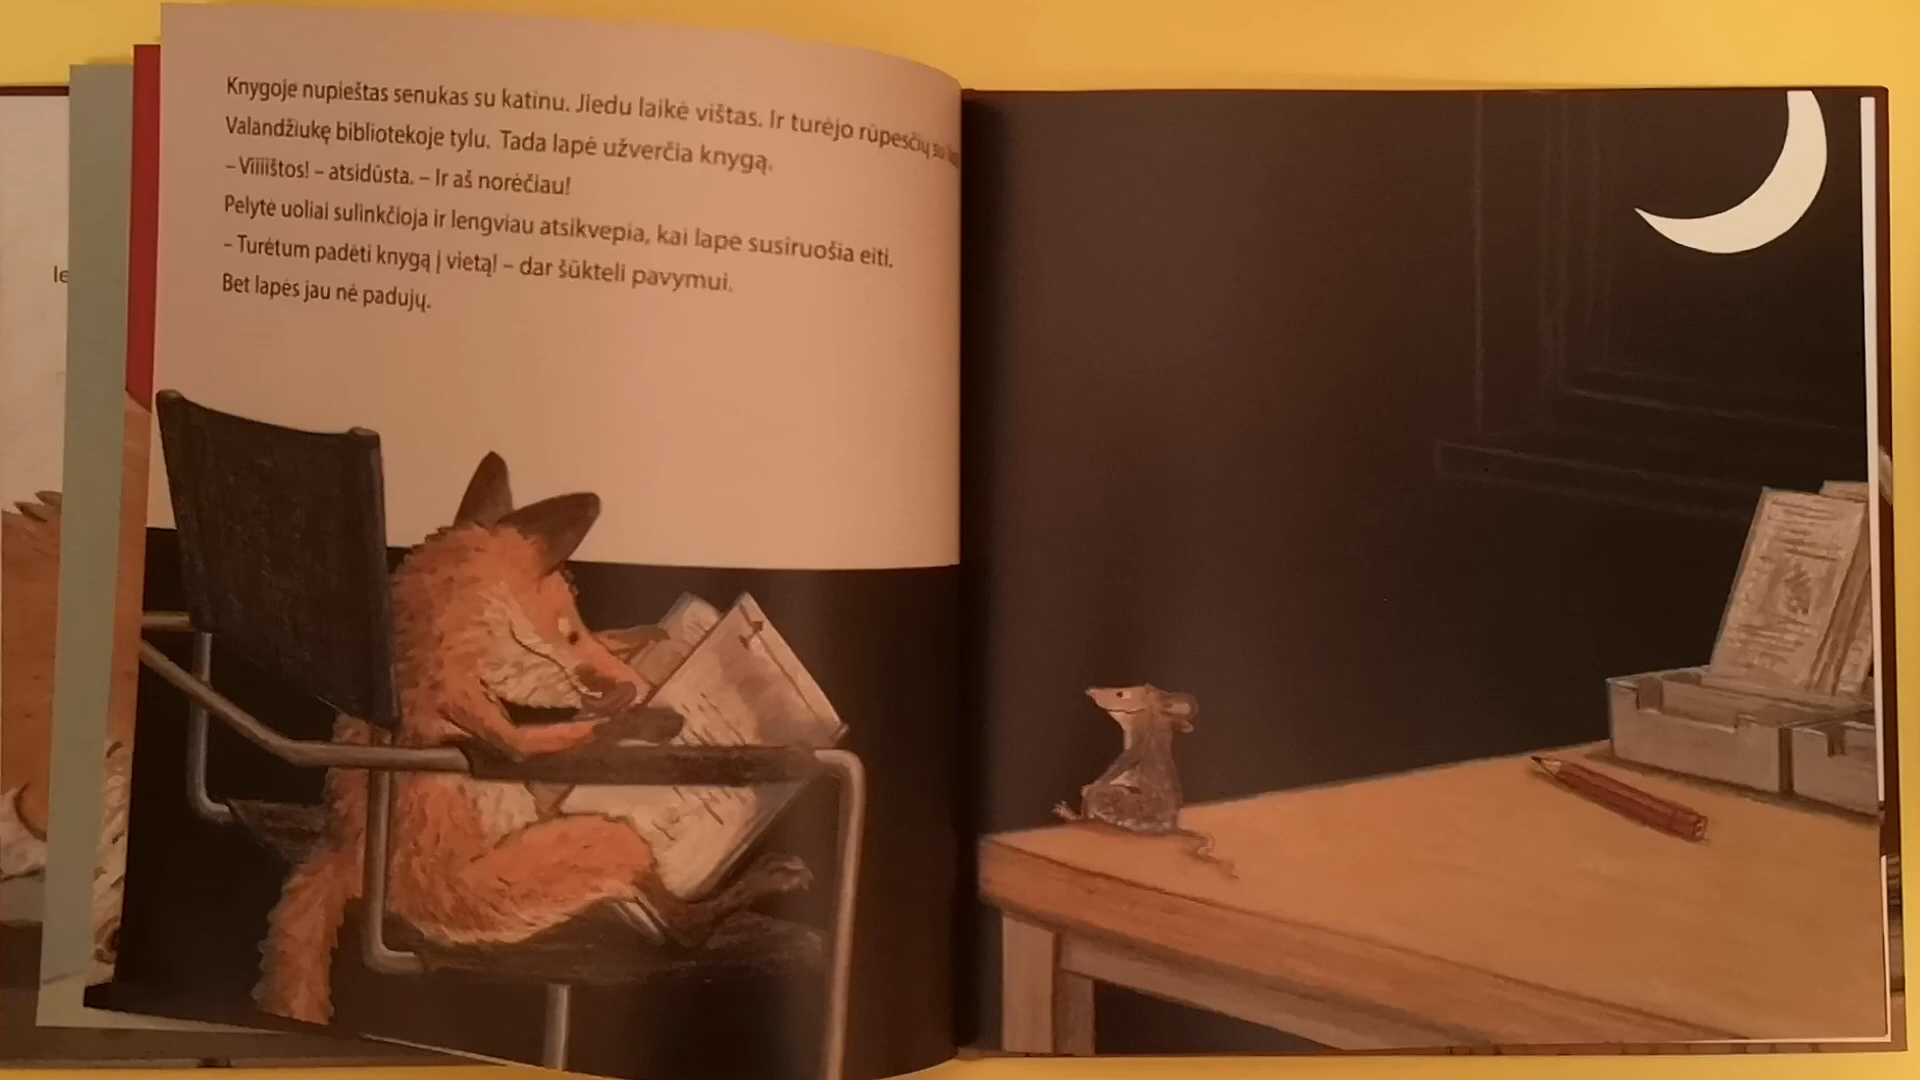 Knygoje nupieštas senukas su katinu. Jiedu laikė vištas. Ir turėjo rūpesčių su
Valandžiukę bibliotekoje tylu. Tada lapė užverčia knygą.
– Viiiištos! – atsidūsta. – Ir aš norėčiau!
Pelytė uoliai sulinkčioja ir lengviau atsikvepia, kai lapė susiruošia eiti.
– Turėtum padėti knygą į vietą! – dar šūkteli pavymui.
Bet lapės jau nė padujų.
le